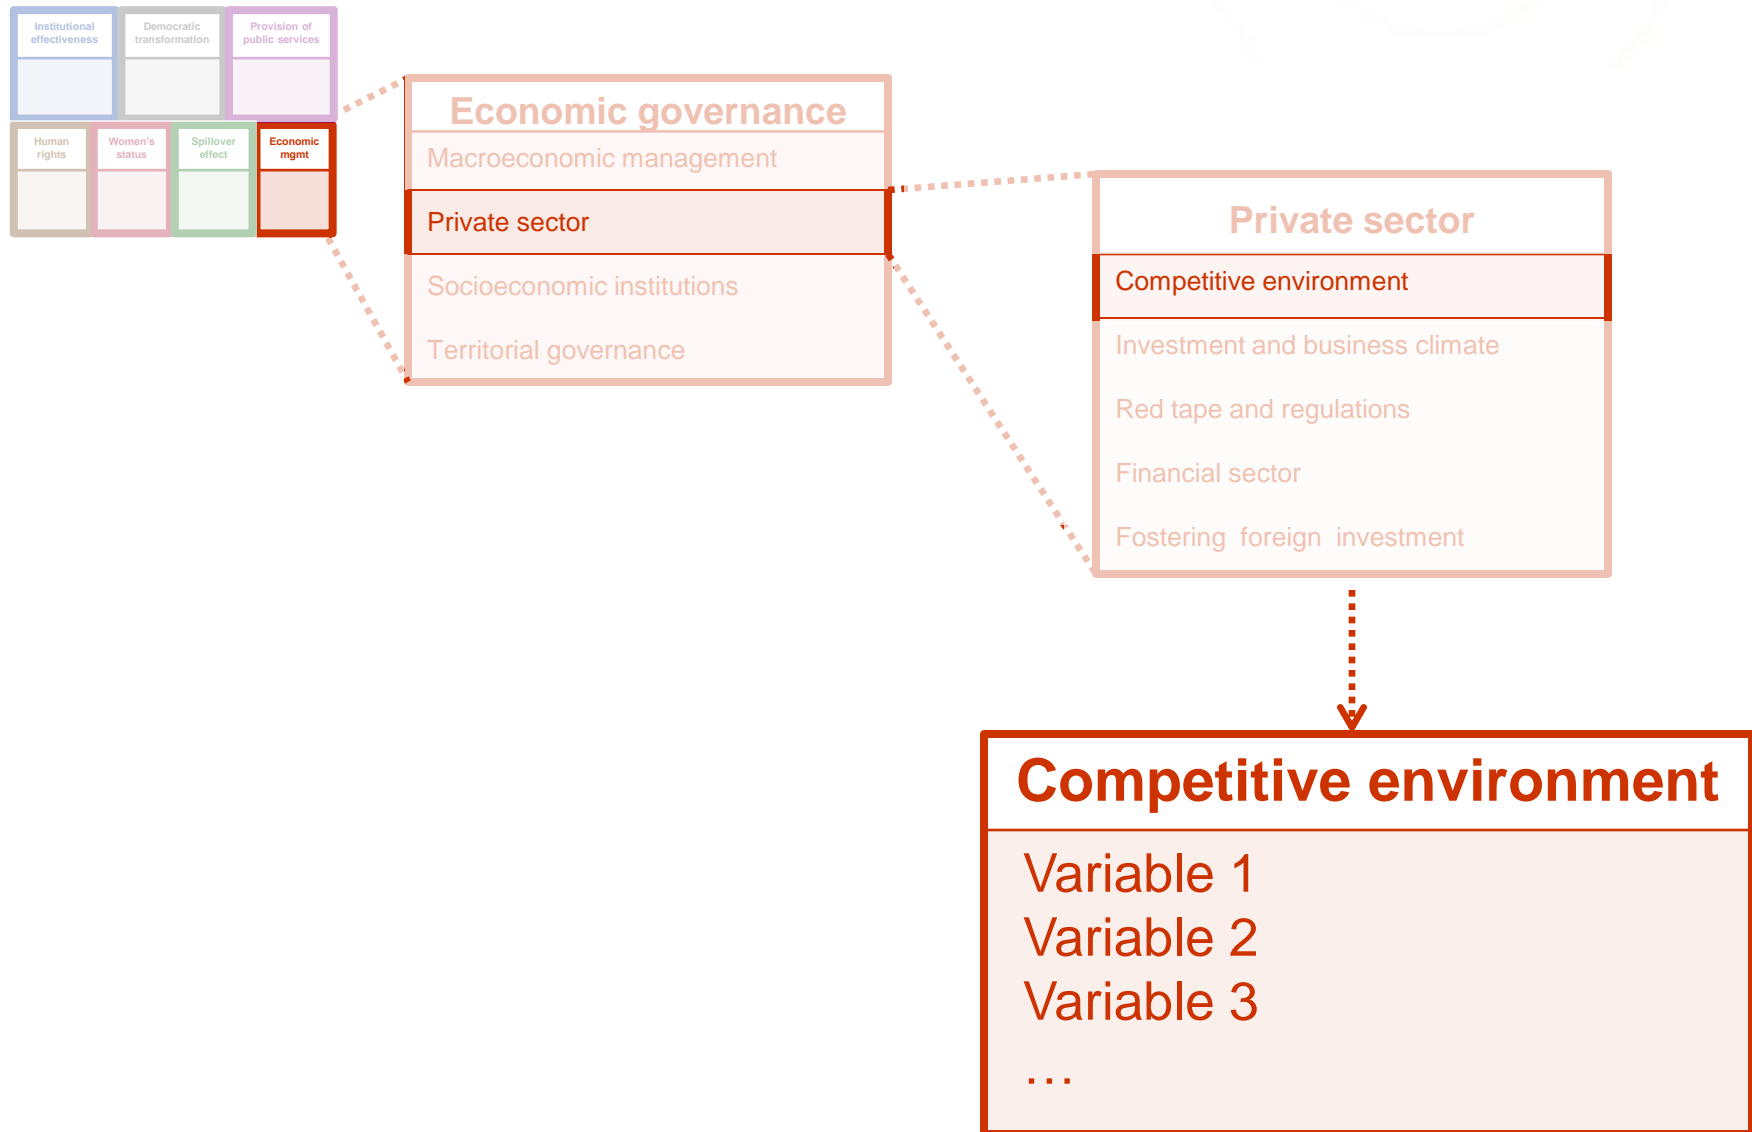 Institutional
effectiveness
Democratic
transformation
Provision of
public services
Human
rights
Women's
status
Spillover
effect
Economic
mgmt
Economic governance
Macroeconomic management
Private sector
Socioeconomic institutions
Territorial governance
Private sector
Competitive environment
Investment and business climate
Red tape and regulations
Financial sector
Fostering foreign investment
Competitive environment
Variable 1
Variable 2
Variable 3
…